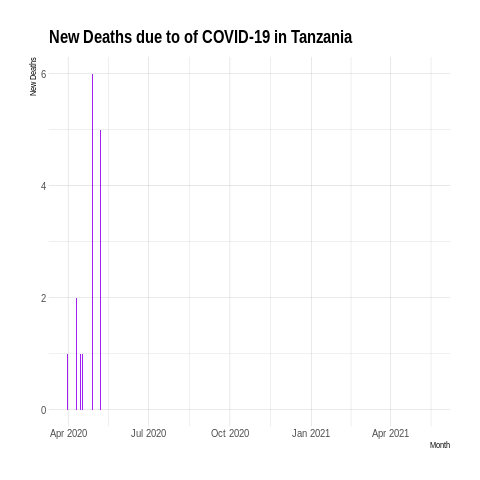 New Deaths due to of COVID-19 in Tanzania
New Deaths
6
4
2
0
Apr 2020 Jul 2020 Oct 2020 Jan 2021 Apr 2021
Month